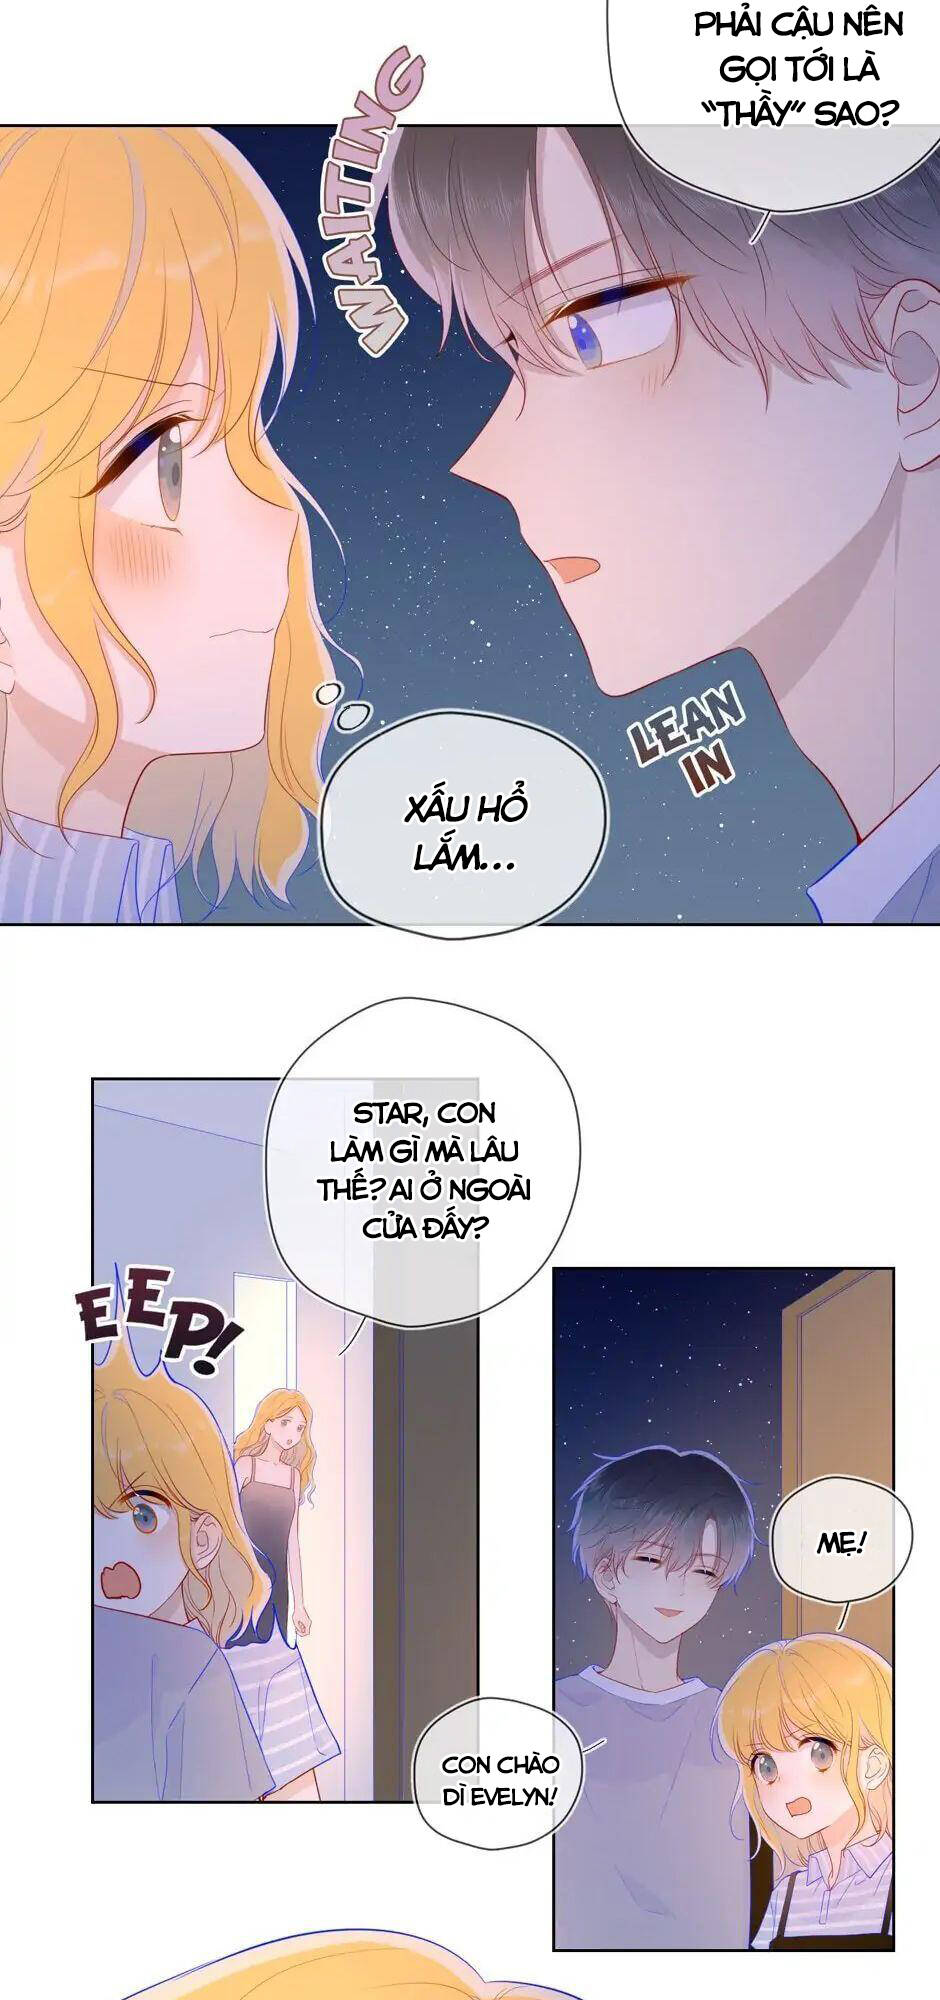 PHẢI CẬU NÊN
GỌI TỚI LÀ
"THẦY" SAO?
WAITING
LEAN
IN
XẤU HỔ
LẮM...
STAR, CON
LÀM GÌ MÀ LÂU
THẾ? AI Ở NGOÀI
CỬA ĐẤY?
EEP!
MẸ!
CON CHÀO
DÌ EVELYN!